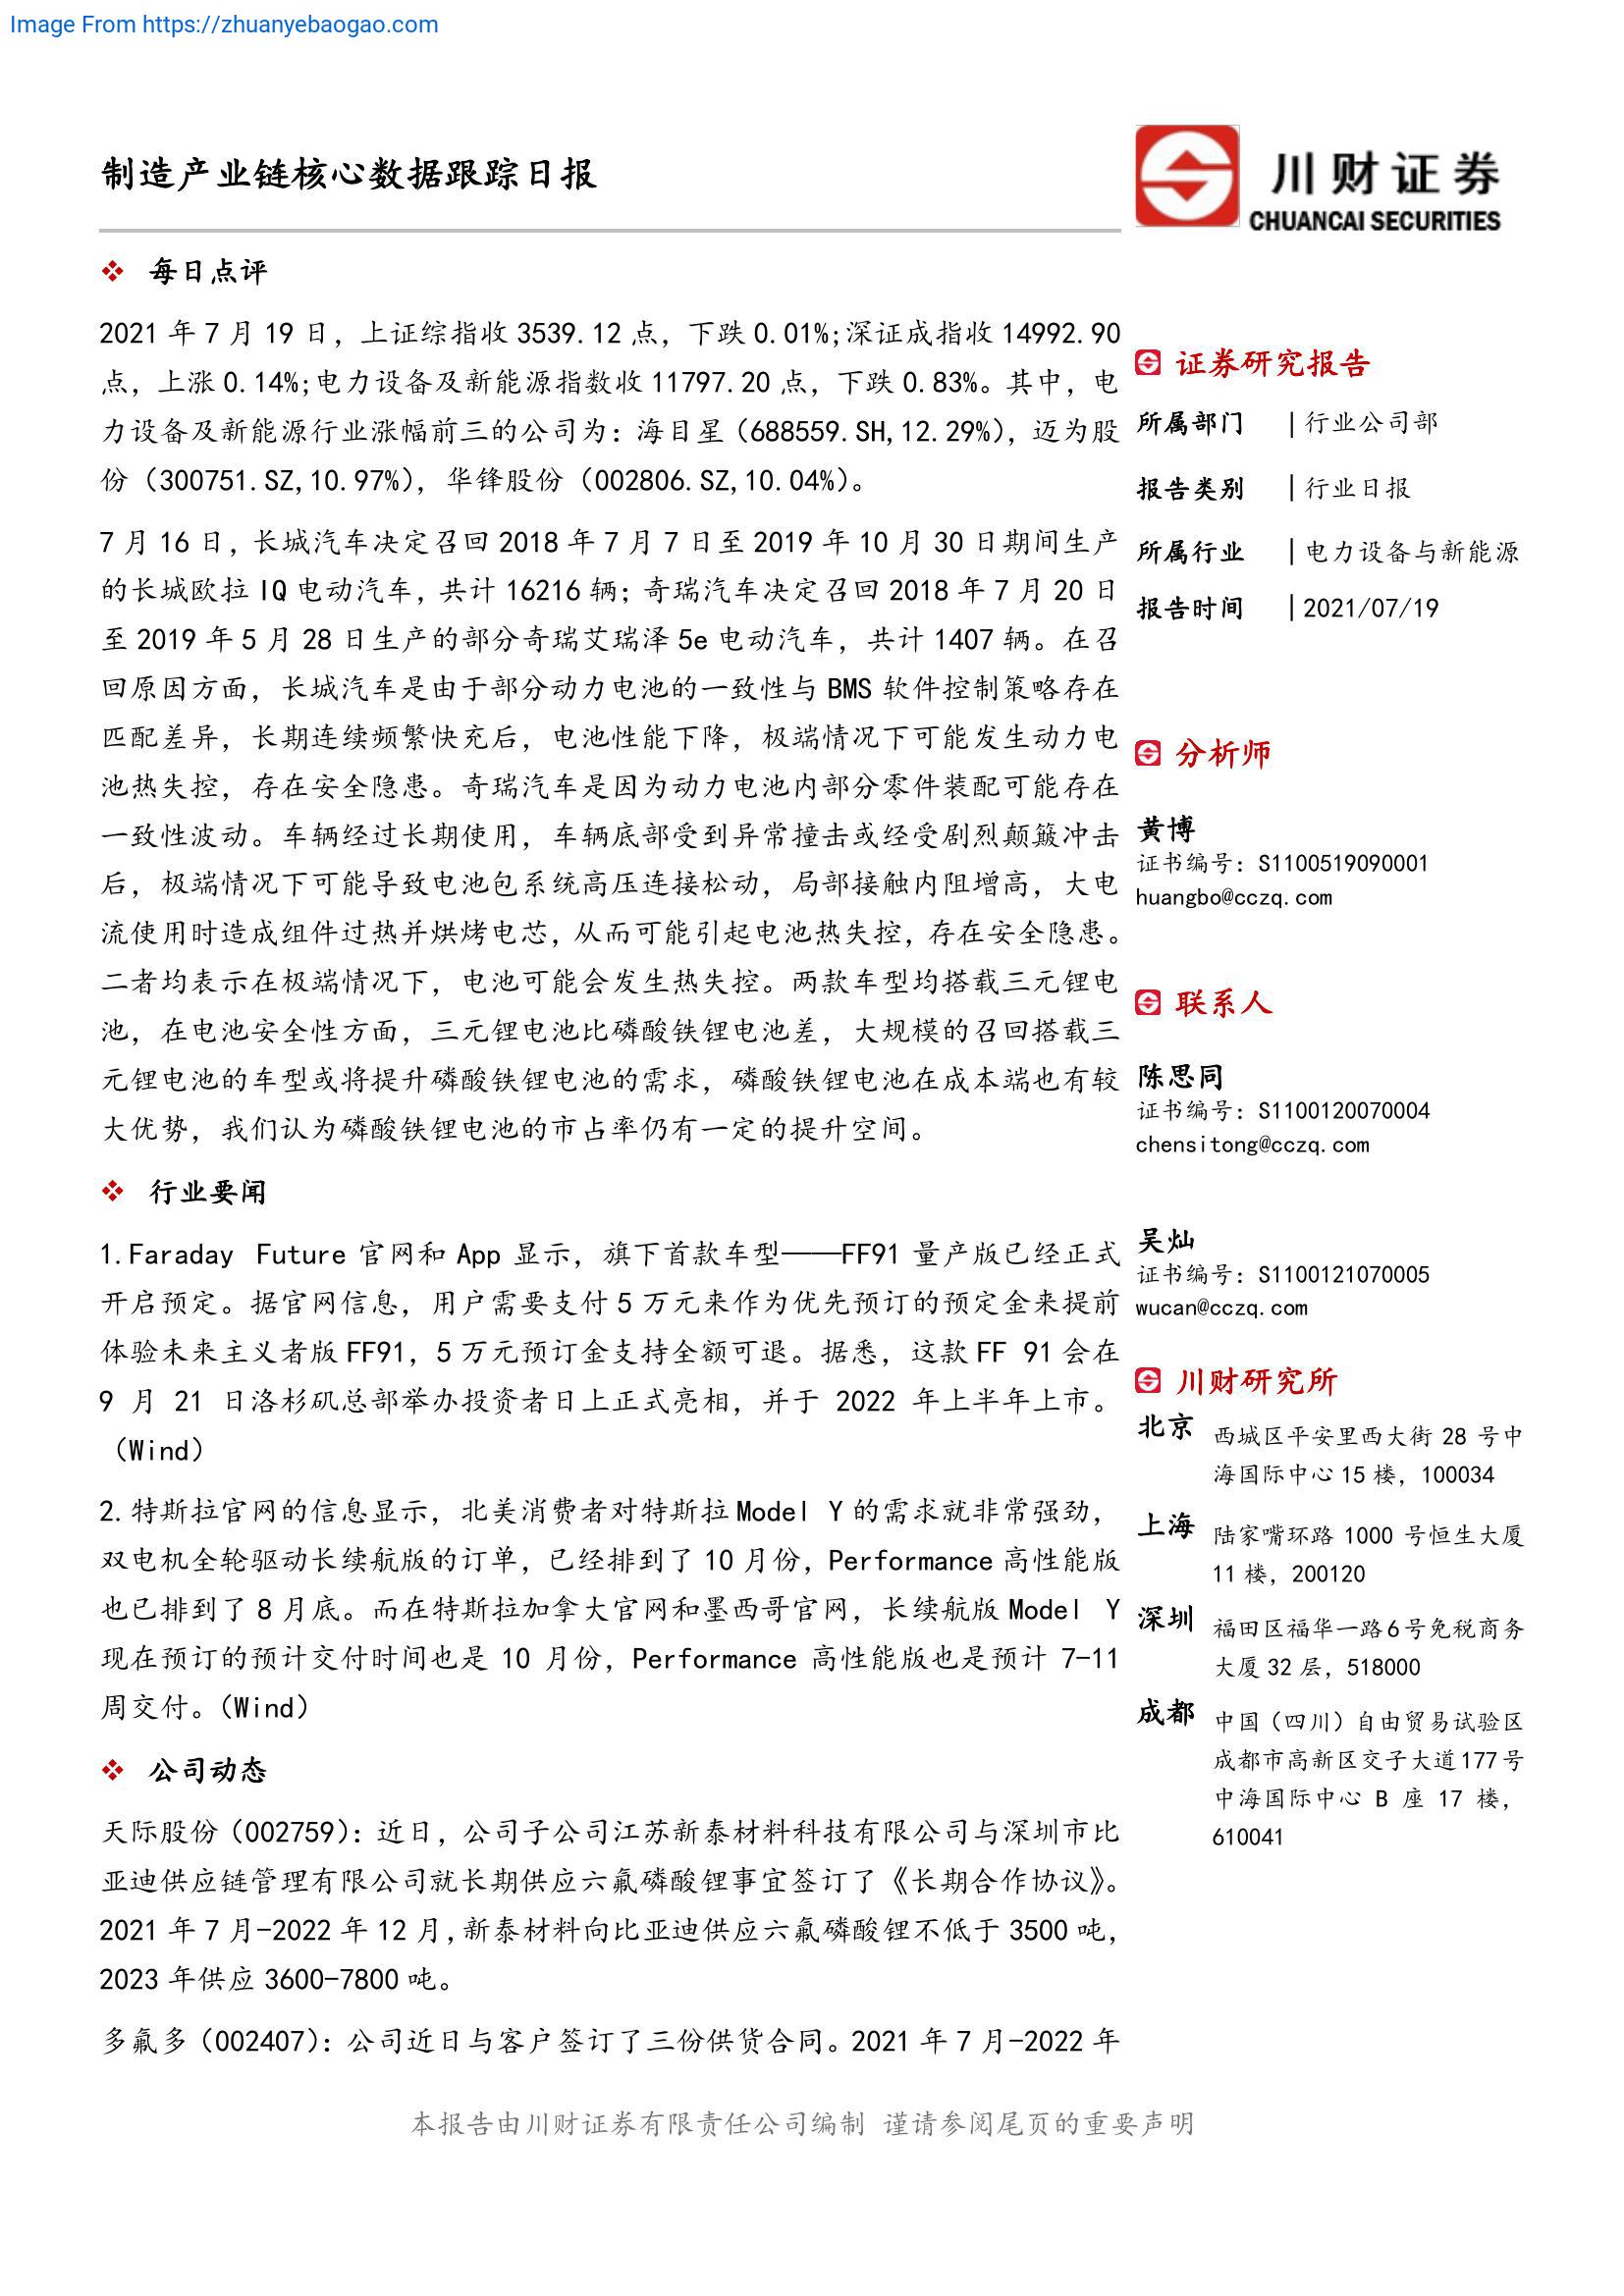 Image From https://zhuanyebaogao.com
制造产业链核心数据跟踪日报
川财证券
CHUANCAI SECURITIES
❖ 每日点评
2021 年 7 月 19 日，上证综指收 3539.12 点，下跌 0.01%;深证成指收 14992.90
点，上涨 0.14%;电力设备及新能源指数收 11797.20 点，下跌 0.83%。其中，电
力设备及新能源行业涨幅前三的公司为：海目星（688559.SH,12.29%），迈为股
份（300751.SZ,10.97%），华锋股份（002806.SZ,10.04%）。
7 月 16 日，长城汽车决定召回 2018 年 7 月 7 日至 2019 年 10 月 30 日期间生产
的长城欧拉 IQ 电动汽车，共计 16216 辆；奇瑞汽车决定召回 2018 年 7 月 20 日
至 2019 年 5 月 28 日生产的部分奇瑞艾瑞泽 5e 电动汽车，共计 1407 辆。在召
回原因方面，长城汽车是由于部分动力电池的一致性与 BMS 软件控制策略存在
匹配差异，长期连续频繁快充后，电池性能下降，极端情况下可能发生动力电
池热失控，存在安全隐患。奇瑞汽车是因为动力电池内部分零件装配可能存在
一致性波动。车辆经过长期使用，车辆底部受到异常撞击或经受剧烈颠簸冲击
后，极端情况下可能导致电池包系统高压连接松动，局部接触内阻增高，大电
流使用时造成组件过热并烘烤电芯，从而可能引起电池热失控，存在安全隐患。
二者均表示在极端情况下，电池可能会发生热失控。两款车型均搭载三元锂电
池，在电池安全性方面，三元锂电池比磷酸铁锂电池差，大规模的召回搭载三
元锂电池的车型或将提升磷酸铁锂电池的需求，磷酸铁锂电池在成本端也有较
大优势，我们认为磷酸铁锂电池的市占率仍有一定的提升空间。
❖ 行业要闻
1.Faraday Future 官网和 App 显示，旗下首款车型——FF91 量产版已经正式
开启预定。据官网信息，用户需要支付 5 万元来作为优先预订的预定金来提前
体验未来主义者版 FF91，5 万元预订金支持全额可退。据悉，这款 FF 91 会在
9 月 21 日洛杉矶总部举办投资者日上正式亮相，并于 2022 年上半年上市。
（Wind）
2.特斯拉官网的信息显示，北美消费者对特斯拉 Model Y 的需求就非常强劲，
双电机全轮驱动长续航版的订单，已经排到了 10 月份，Performance 高性能版
也已排到了 8 月底。而在特斯拉加拿大官网和墨西哥官网，长续航版 Model Y
现在预订的预计交付时间也是 10 月份，Performance 高性能版也是预计 7-11
周交付。（Wind）
❖ 公司动态
天际股份（002759）：近日，公司子公司江苏新泰材料科技有限公司与深圳市比
亚迪供应链管理有限公司就长期供应六氟磷酸锂事宜签订了《长期合作协议》。
2021 年 7 月-2022 年 12 月，新泰材料向比亚迪供应六氟磷酸锂不低于 3500 吨，
2023 年供应 3600-7800 吨。
多氟多（002407）：公司近日与客户签订了三份供货合同。2021 年 7 月-2022 年
证券研究报告
所属部门 | 行业公司部
报告类别 | 行业日报
所属行业 | 电力设备与新能源
报告时间 | 2021/07/19
分析师
黄博
证书编号：S1100519090001
huangbo@cczq.com
联系人
陈思同
证书编号：S1100120070004
chensitong@cczq.com
吴灿
证书编号：S1100121070005
wucan@cczq.com
川财研究所
北京 西城区平安里西大街 28 号中
海国际中心 15 楼，100034
上海 陆家嘴环路 1000 号恒生大厦
11 楼，200120
深圳 福田区福华一路 6 号免税商务
大厦 32 层，518000
成都 中国（四川）自由贸易试验区
成都市高新区交子大道 177 号
中海国际中心 B 座 17 楼，
610041
本报告由川财证券有限责任公司编制 谨请参阅尾页的重要声明